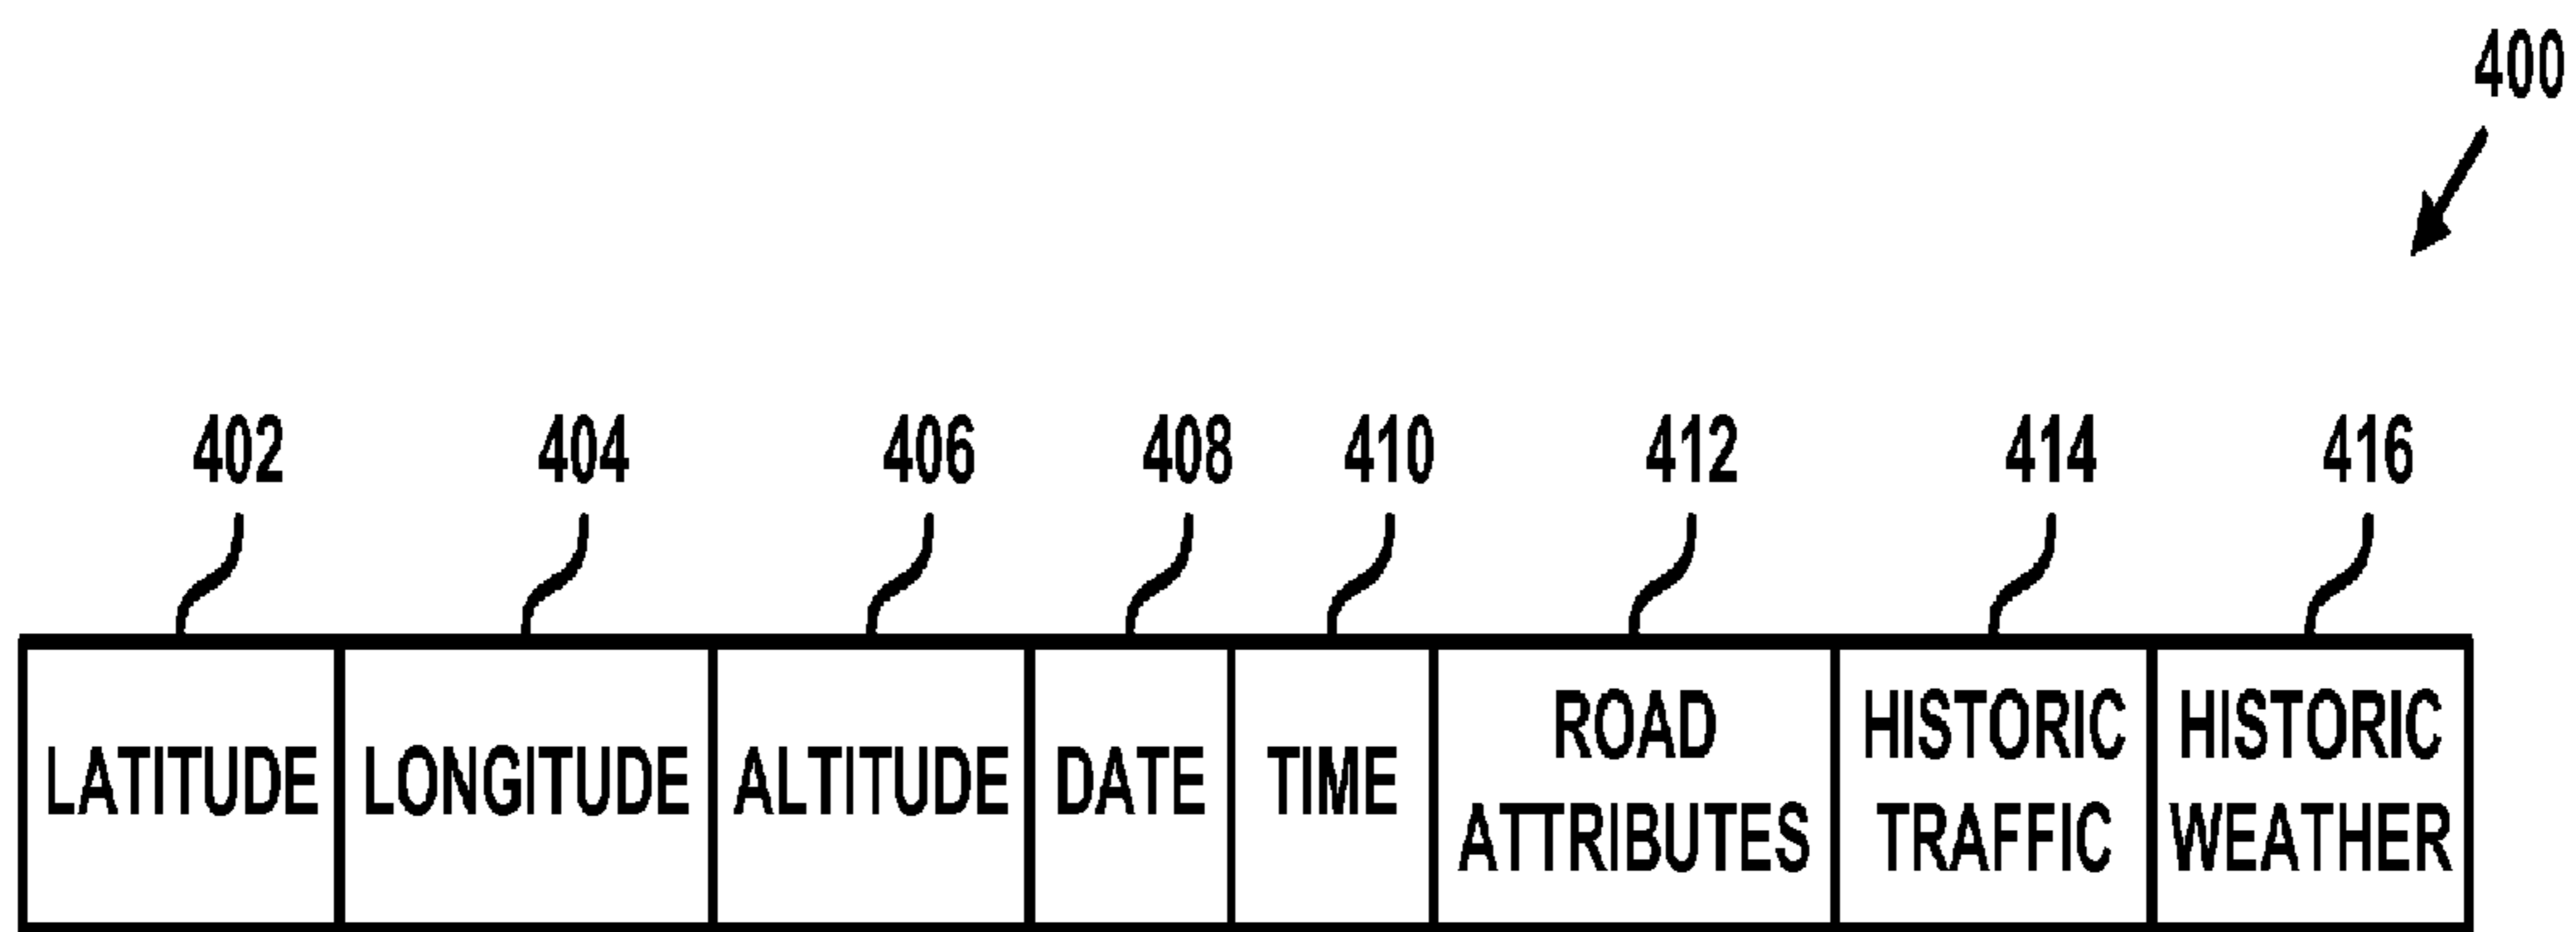 400
402 404 406 408 410 412 414 416
LATITUDE LONGITUDE ALTITUDE DATE TIME ROAD ATTRIBUTES HISTORIC TRAFFIC HISTORIC WEATHER